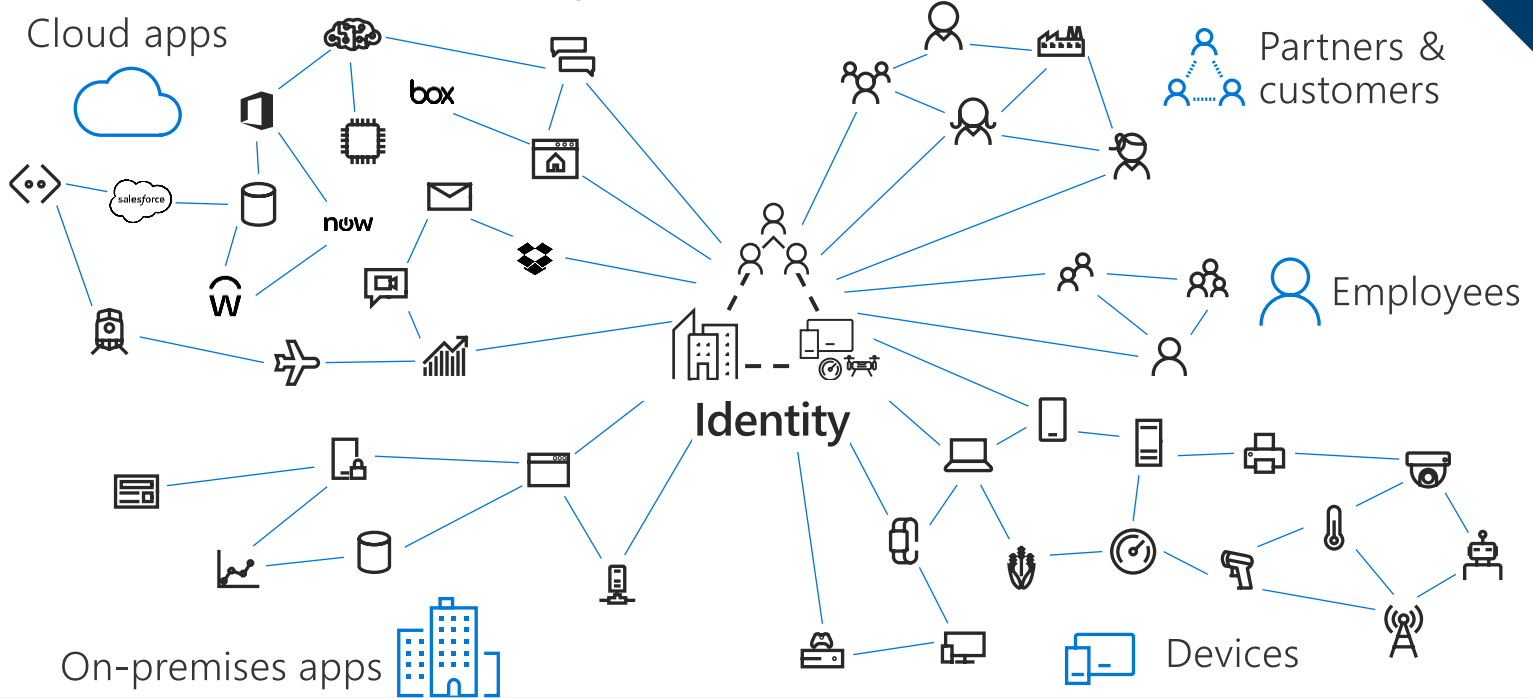 Cloud apps
Partners &
customers
box
salesforce
now
W
Employees
Identity
On-premises apps
Devices